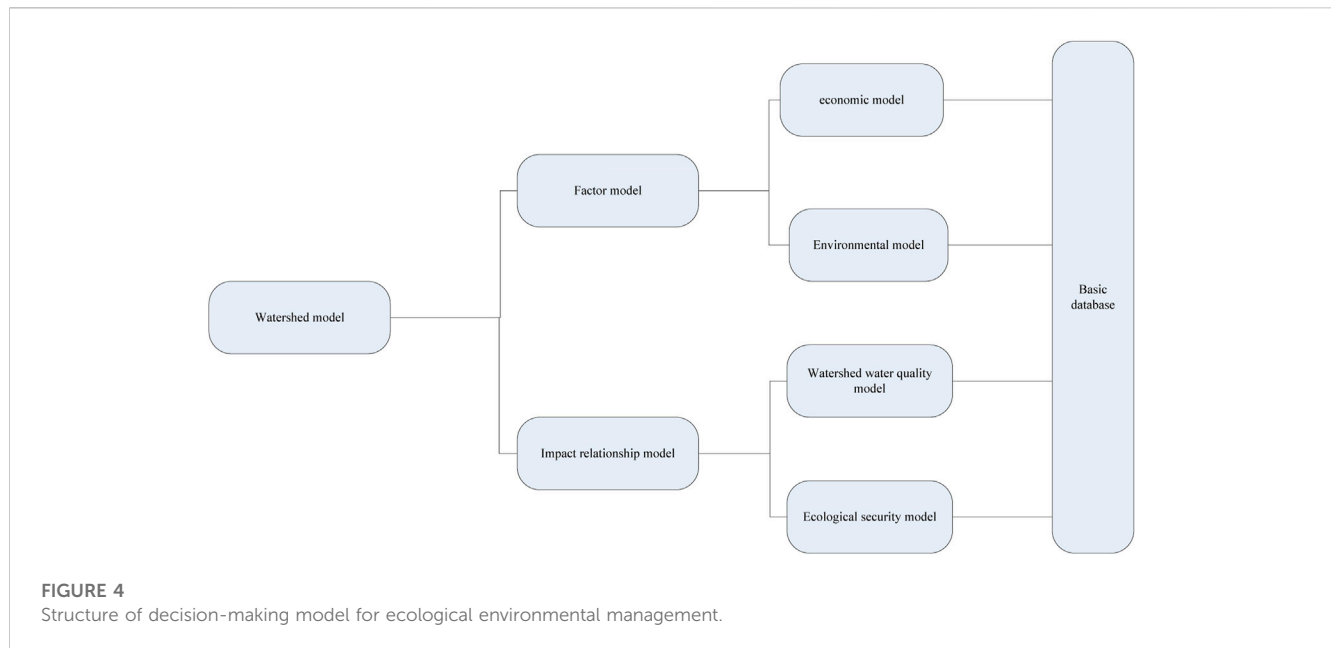 economic model
Factor model
Environmental model
Watershed model
Basic
database
Watershed water quality
model
Impact relationship model
Ecological security model
FIGURE 4
Structure of decision-making model for ecological environmental management.